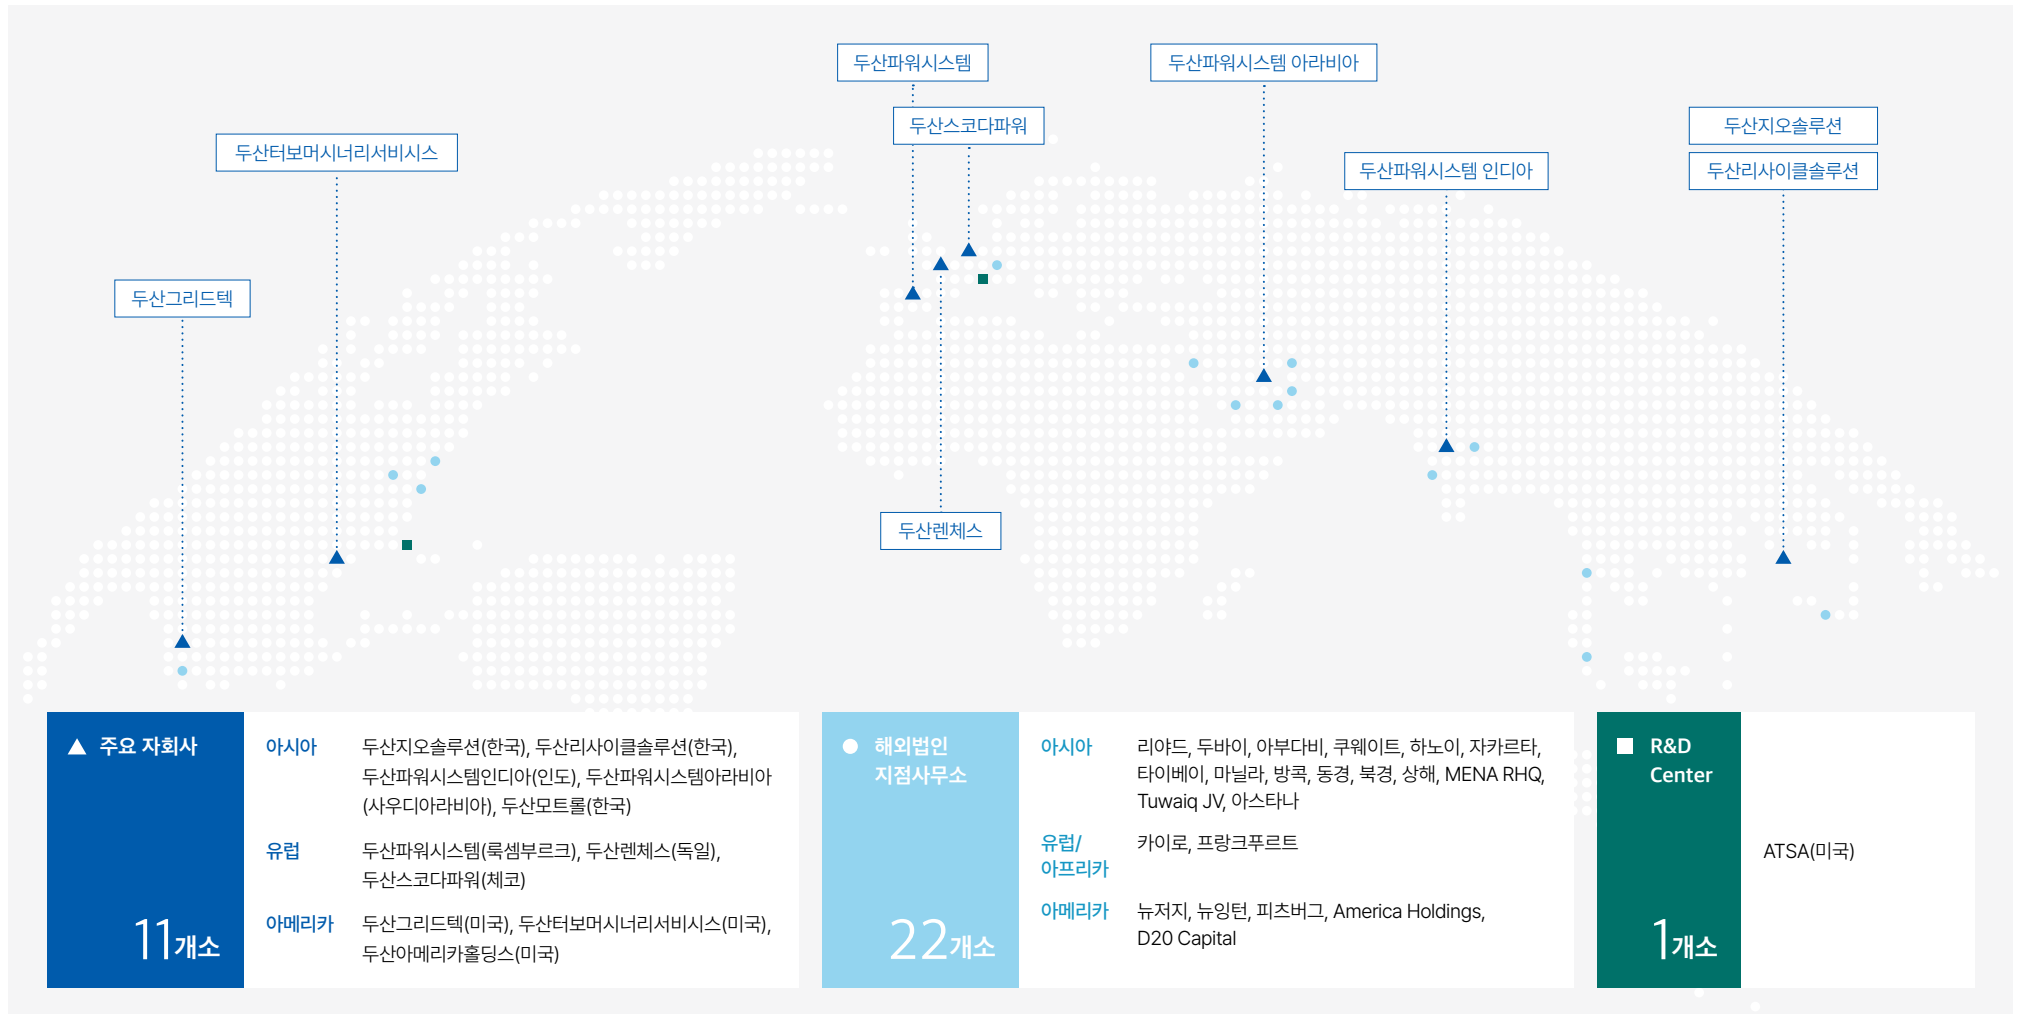 두산파워시스템
두산파워시스템 아라비아
두산스코다파워
두산지오솔루션
두산터보머시너리서비시스
두산파워시스템 인디아
두산리사이클솔루션
두산그리드텍
두산렌체스
▲ 주요 자회사
11개소
아시아
두산지오솔루션(한국), 두산리사이클솔루션(한국),
두산파워시스템인디아(인도), 두산파워시스템아라비아
(사우디아라비아), 두산모트롤(한국)
유럽
두산파워시스템(룩셈부르크), 두산렌체스(독일),
두산스코다파워(체코)
아메리카
두산그리드텍(미국), 두산터보머시너리서비시스(미국),
두산아메리카홀딩스(미국)
● 해외법인
지점사무소
22개소
아시아
리야드, 두바이, 아부다비, 쿠웨이트, 하노이, 자카르타,
타이베이, 마닐라, 방콕, 동경, 북경, 상해, MENA RHQ,
Tuwaiq JV, 아스타나
유럽/
아프리카
카이로, 프랑크푸르트
아메리카
뉴저지, 뉴잉턴, 피츠버그, America Holdings,
D20 Capital
■ R&D
Center
1개소
ATSA(미국)